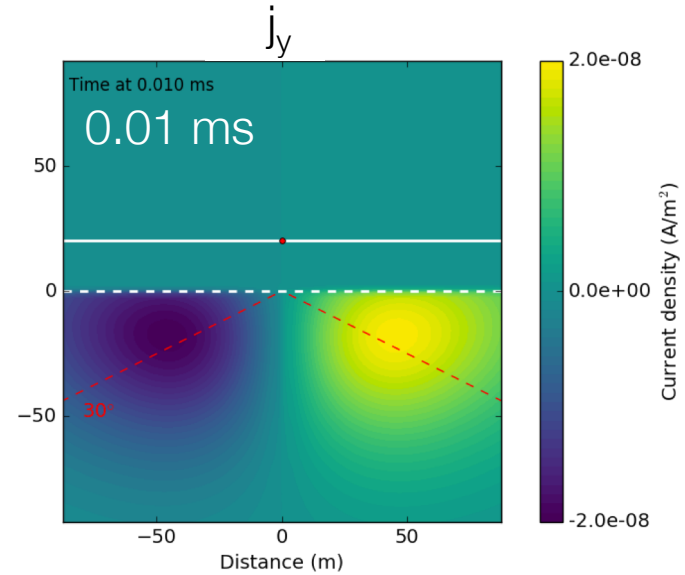 jy
Time at 0.010 ms
0.01 ms
50
0
−50
30°
−50
0
50
Distance (m)
2.0e-08
0.0e+00
-2.0e-08
Current density (A/m²)